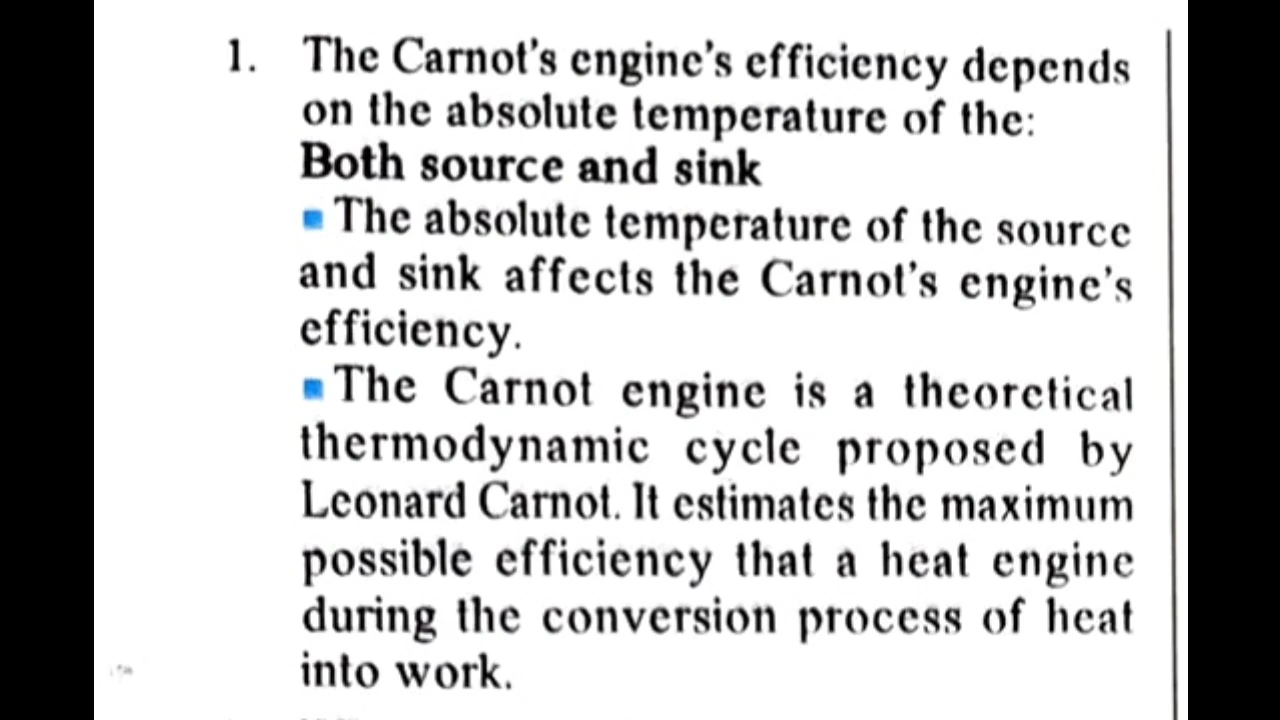 1. The Carnot's engine's efficiency depends
on the absolute temperature of the:
Both source and sink
▪ The absolute temperature of the source
and sink affects the Carnot's engine's
efficiency.
▪ The Carnot engine is a theoretical
thermodynamic cycle proposed by
Leonard Carnot. It estimates the maximum
possible efficiency that a heat engine
during the conversion process of heat
into work.